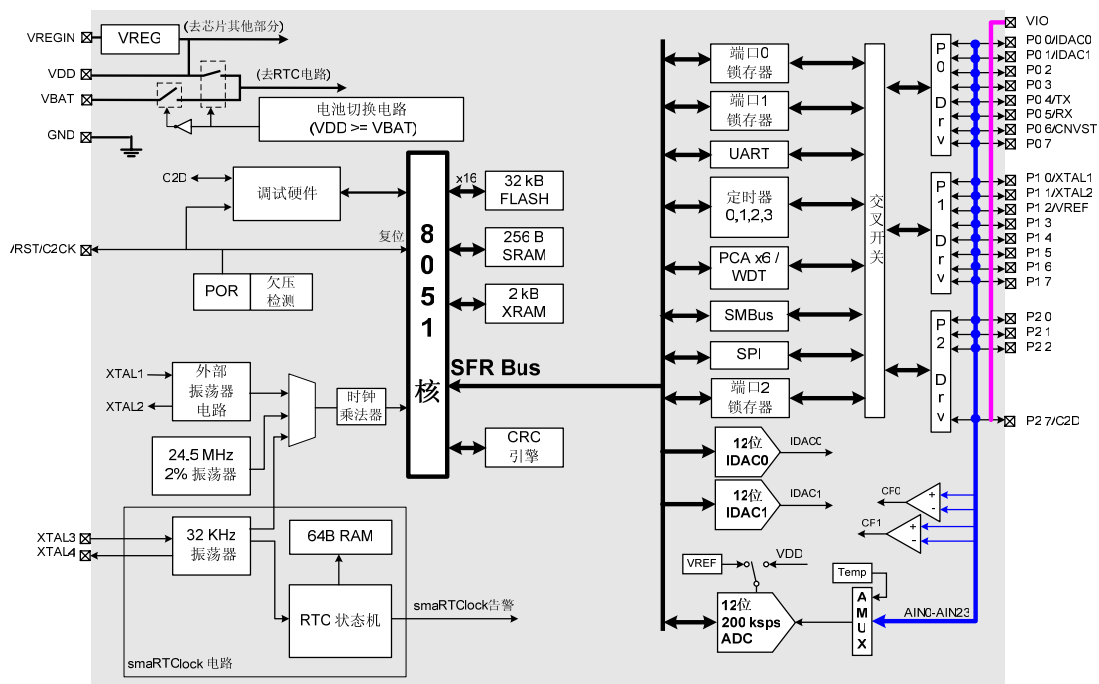 VREGIN
VREG
(去芯片其他部分)
VDD
(去RTC电路)
VBAT
电池切换电路
(VDD >= VBAT)
GND
C2D
调试硬件
/RST/C2CK
复位
POR
欠压
检测
8051
核
x16
32 kB
FLASH
256 B
SRAM
2 kB
XRAM
SFR Bus
CRC
引擎
XTAL1
XTAL2
外部
振荡器
电路
时钟
乘法器
24.5 MHz
2% 振荡器
XTAL3
XTAL4
32 KHz
振荡器
64B RAM
RTC 状态机
smaRTClock告警
smaRTClock 电路
端口0
锁存器
端口1
锁存器
UART
定时器
0,1,2,3
PCA x6 /
WDT
SMBus
SPI
端口2
锁存器
交叉开关
12位
IDAC0
IDAC0
12位
IDAC1
IDAC1
VREF
VDD
12位
200 ksps
ADC
Temp
AMUX
AIN0-AIN23
CF0
+
-
CF1
+
-
P0 Drv
P1 Drv
P2 Drv
VIO
P0 0/IDAC0
P0 1/IDAC1
P0 2
P0 3
P0 4/TX
P0 5/RX
P0 6/CNVST
P0 7
P1 0/XTAL1
P1 1/XTAL2
P1 2/VREF
P1 3
P1 4
P1 5
P1 6
P1 7
P2 0
P2 1
P2 2
P2 7/C2D